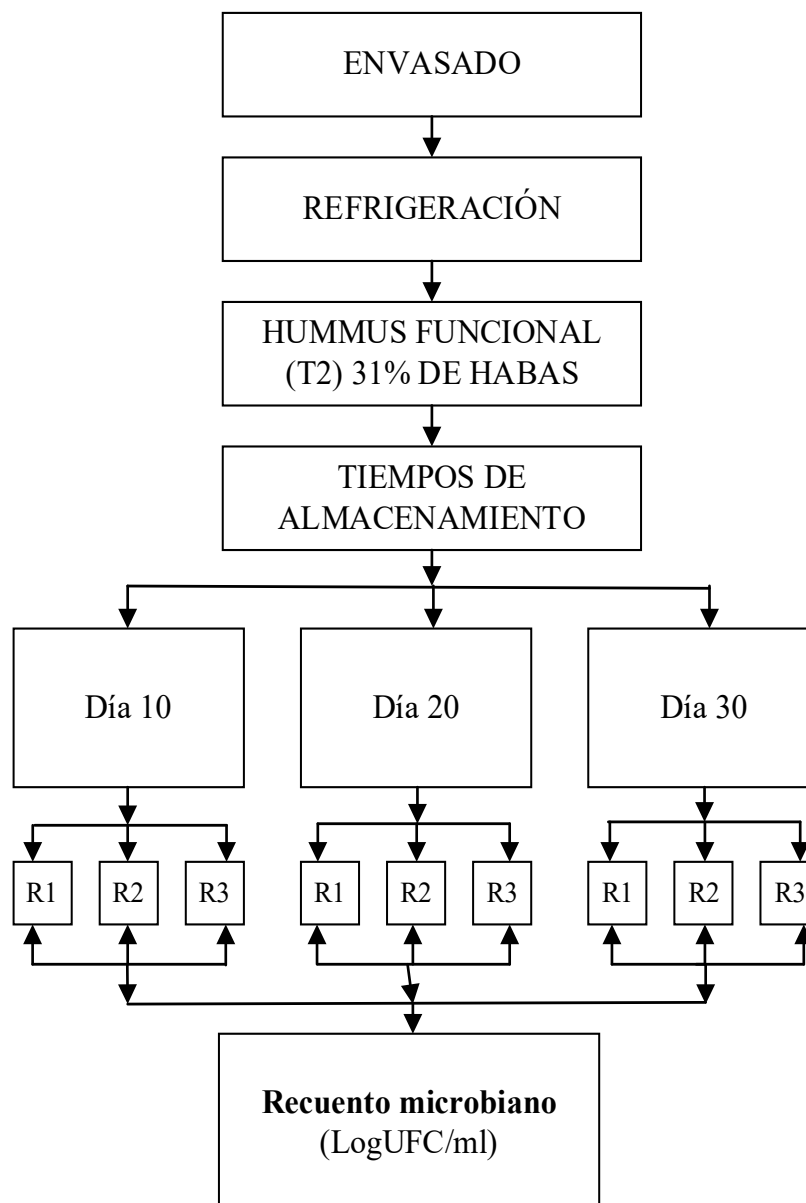 ENVASADO
REFRIGERACIÓN
HUMMUS FUNCIONAL
(T2) 31% DE HABAS
TIEMPOS DE
ALMACENAMIENTO
Día 10
Día 20
Día 30
R1
R2
R3
R1
R2
R3
R1
R2
R3
Recuento microbiano
(LogUFC/ml)